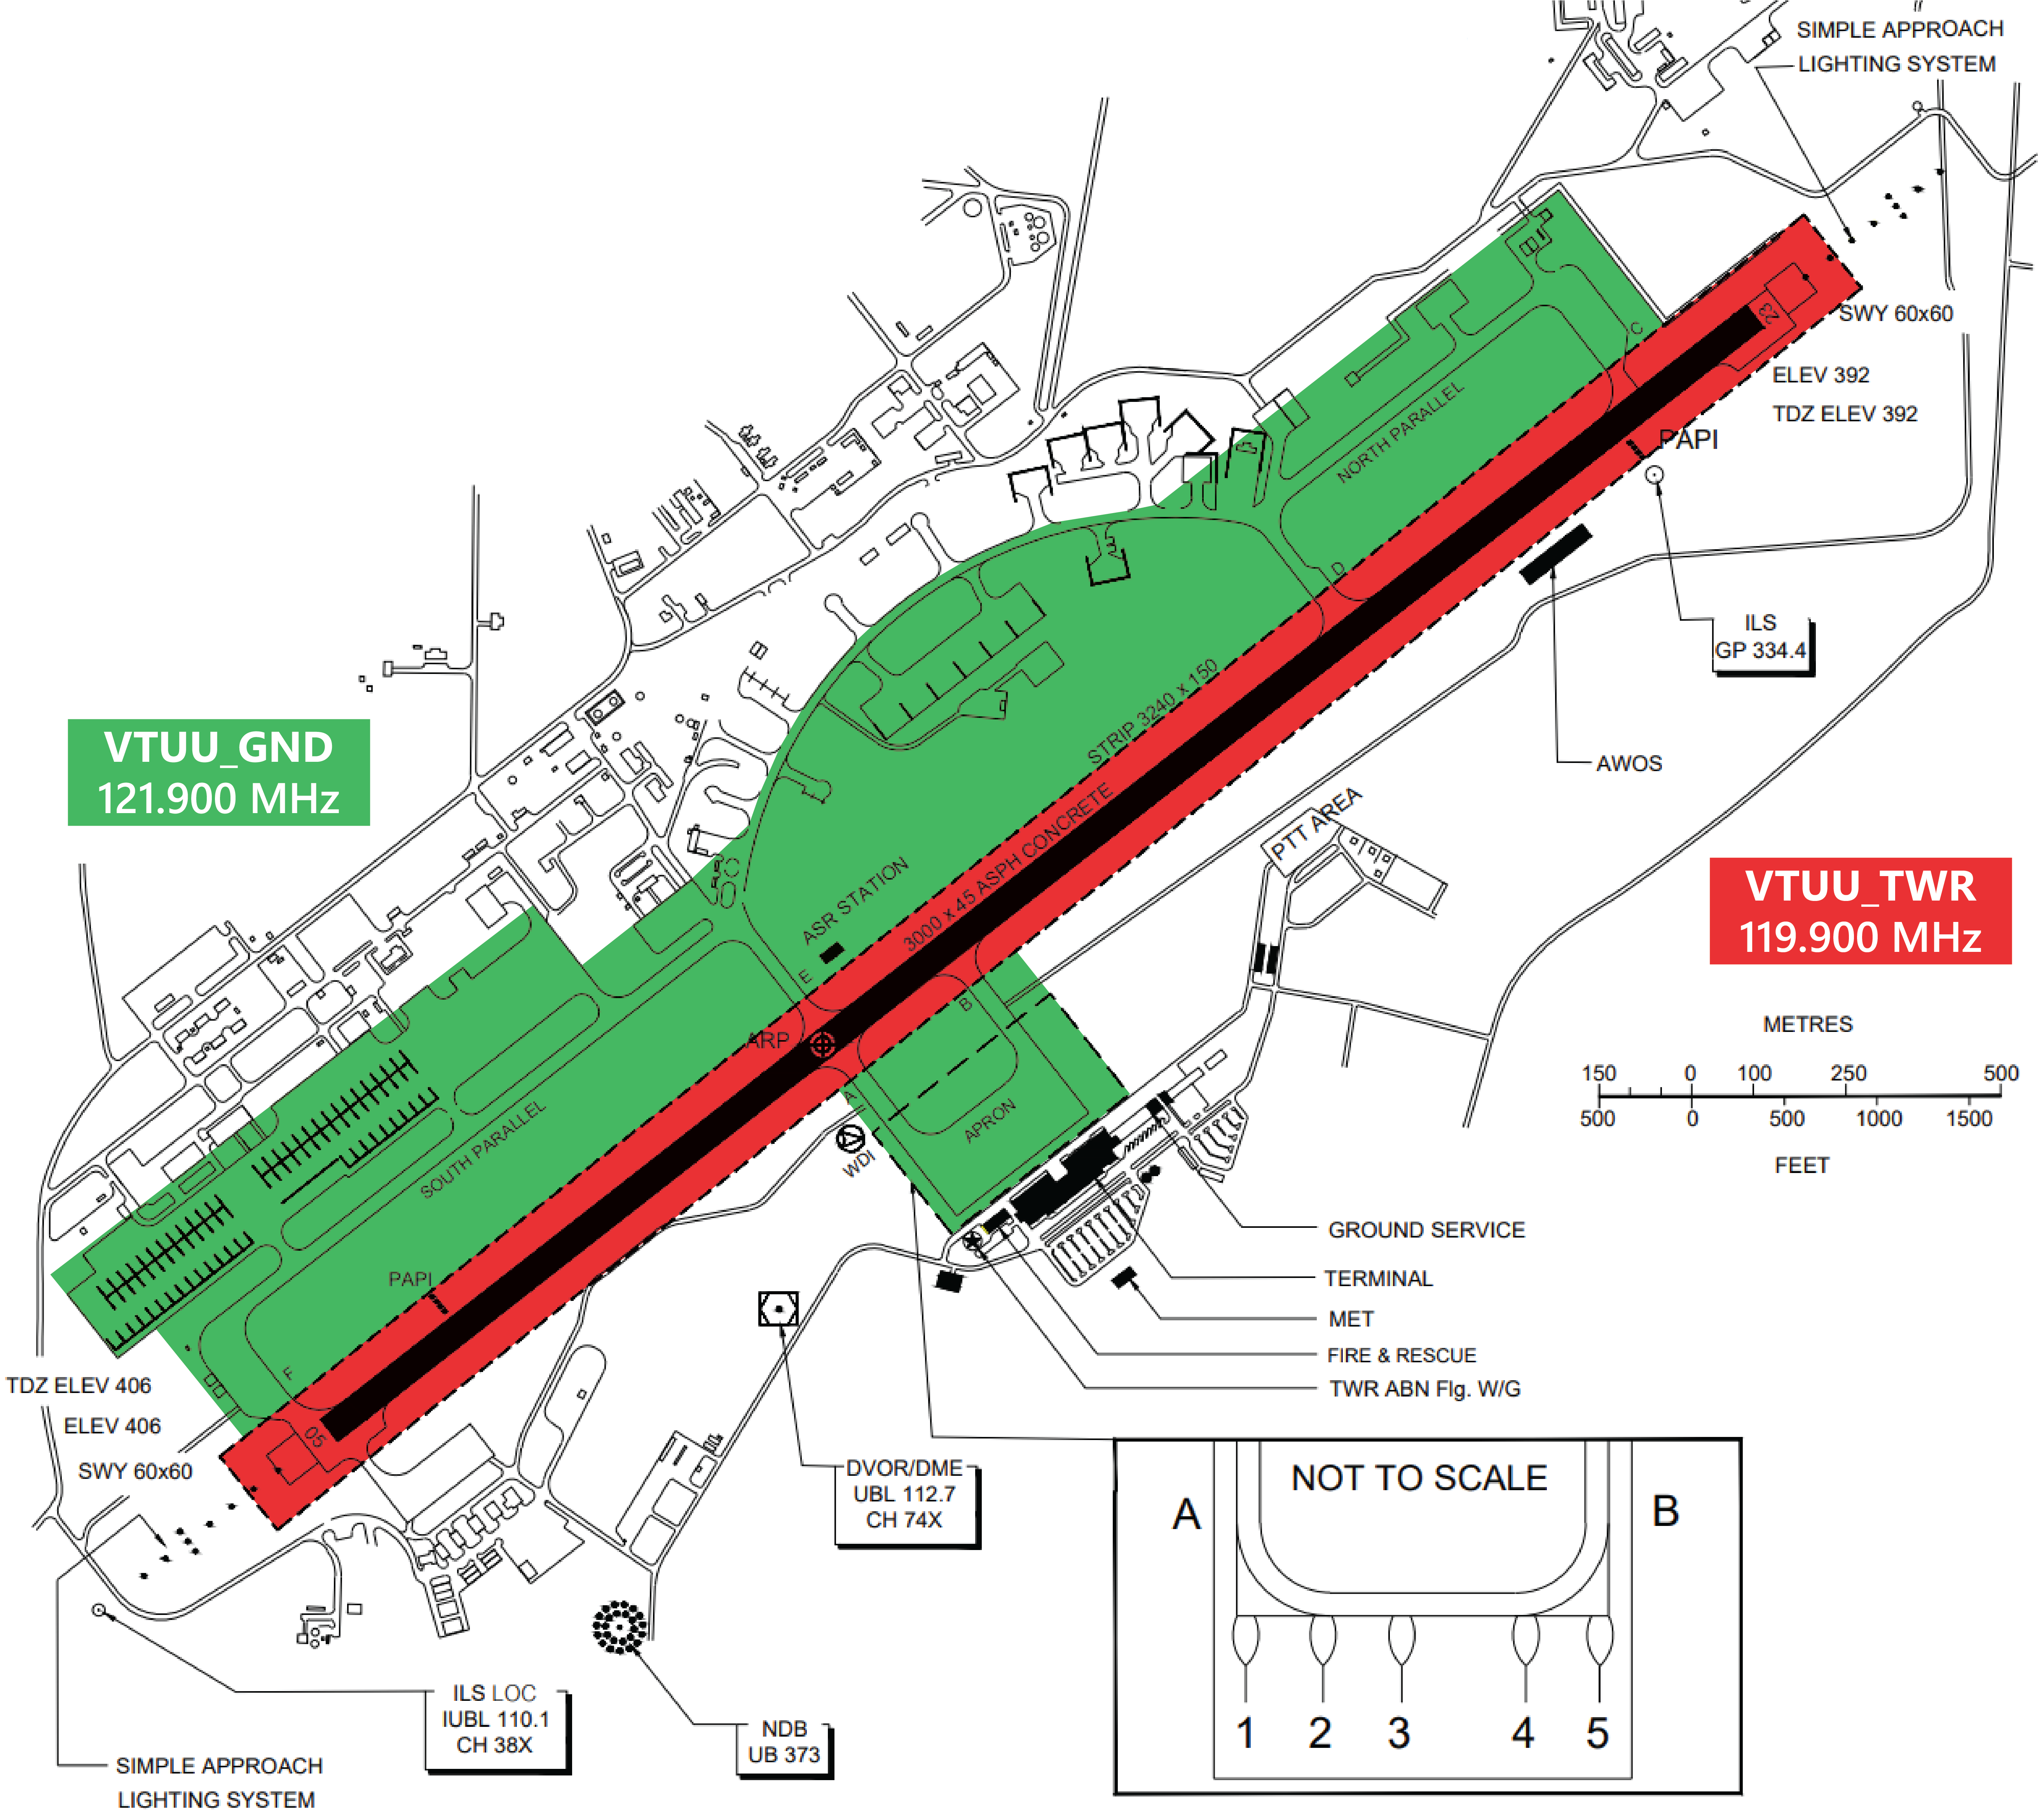 SIMPLE APPROACH
LIGHTING SYSTEM
SWY 60x60
23
C
ELEV 392
TDZ ELEV 392
PAPI
NORTH PARALLEL
D
ILS
GP 334.4
AWOS
STRIP 3240 x 150
3000 x 45 ASPH CONCRETE
VTUU_GND
121.900 MHz
PTT AREA
VTUU_TWR
119.900 MHz
ASR STATION
E
B
ARP
A
WDI
APRON
SOUTH PARALLEL
METRES
150 0 100 250 500
500 0 500 1000 1500
FEET
GROUND SERVICE
TERMINAL
MET
FIRE & RESCUE
TWR ABN Flg. W/G
PAPI
F
05
TDZ ELEV 406
ELEV 406
SWY 60x60
DVOR/DME
UBL 112.7
CH 74X
NOT TO SCALE
A
B
1 2 3 4 5
ILS LOC
IUBL 110.1
CH 38X
NDB
UB 373
SIMPLE APPROACH
LIGHTING SYSTEM